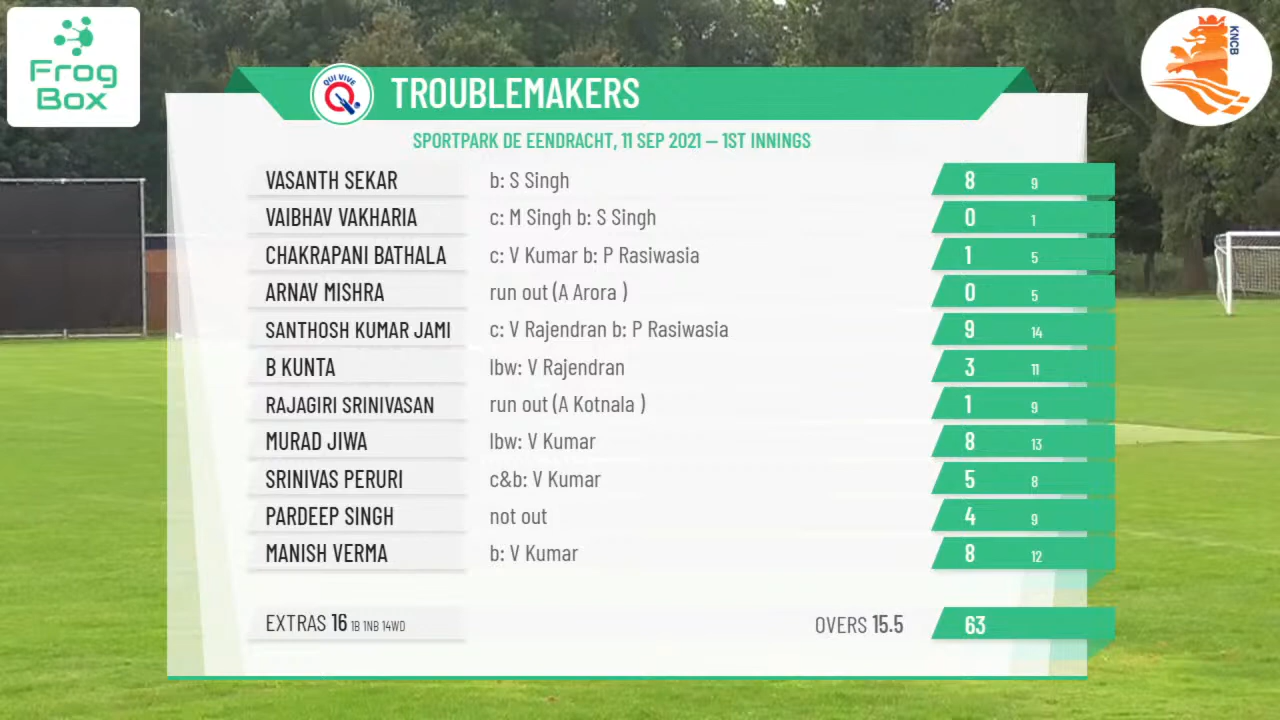 Frog
Box
QUI VIVE
TROUBLEMAKERS
KNCB
SPORTPARK DE EENDRACHT, 11 SEP 2021 – 1ST INNINGS
VASANTH SEKAR b: S Singh 8 9
VAIBHAV VAKHARIA c: M Singh b: S Singh 0 1
CHAKRAPANI BATHALA c: V Kumar b: P Rasiwasia 1 5
ARNAV MISHRA run out (A Arora ) 0 5
SANTHOSH KUMAR JAMI c: V Rajendran b: P Rasiwasia 9 14
B KUNTA lbw: V Rajendran 3 11
RAJAGIRI SRINIVASAN run out (A Kotnala ) 1 9
MURAD JIWA lbw: V Kumar 8 13
SRINIVAS PERURI c&b: V Kumar 5 8
PARDEEP SINGH not out 4 9
MANISH VERMA b: V Kumar 8 12
EXTRAS 16 1B 1NB 14WD OVERS 15.5 63